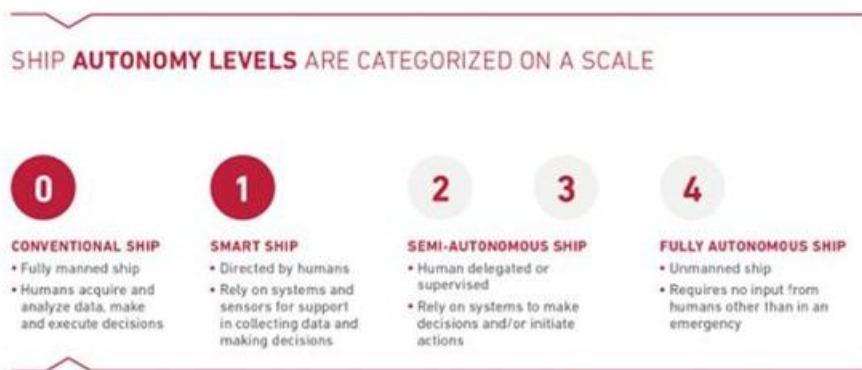 SHIP AUTONOMY LEVELS ARE CATEGORIZED ON A SCALE
0
CONVENTIONAL SHIP
• Fully manned ship
• Humans acquire and
analyze data, make
and execute decisions
1
SMART SHIP
• Directed by humans
• Rely on systems and
sensors for support
in collecting data and
making decisions
2 3
SEMI-AUTONOMOUS SHIP
• Human delegated or
supervised
• Rely on systems to make
decisions and/or initiate
actions
4
FULLY AUTONOMOUS SHIP
• Unmanned ship
• Requires no input from
humans other than in an
emergency